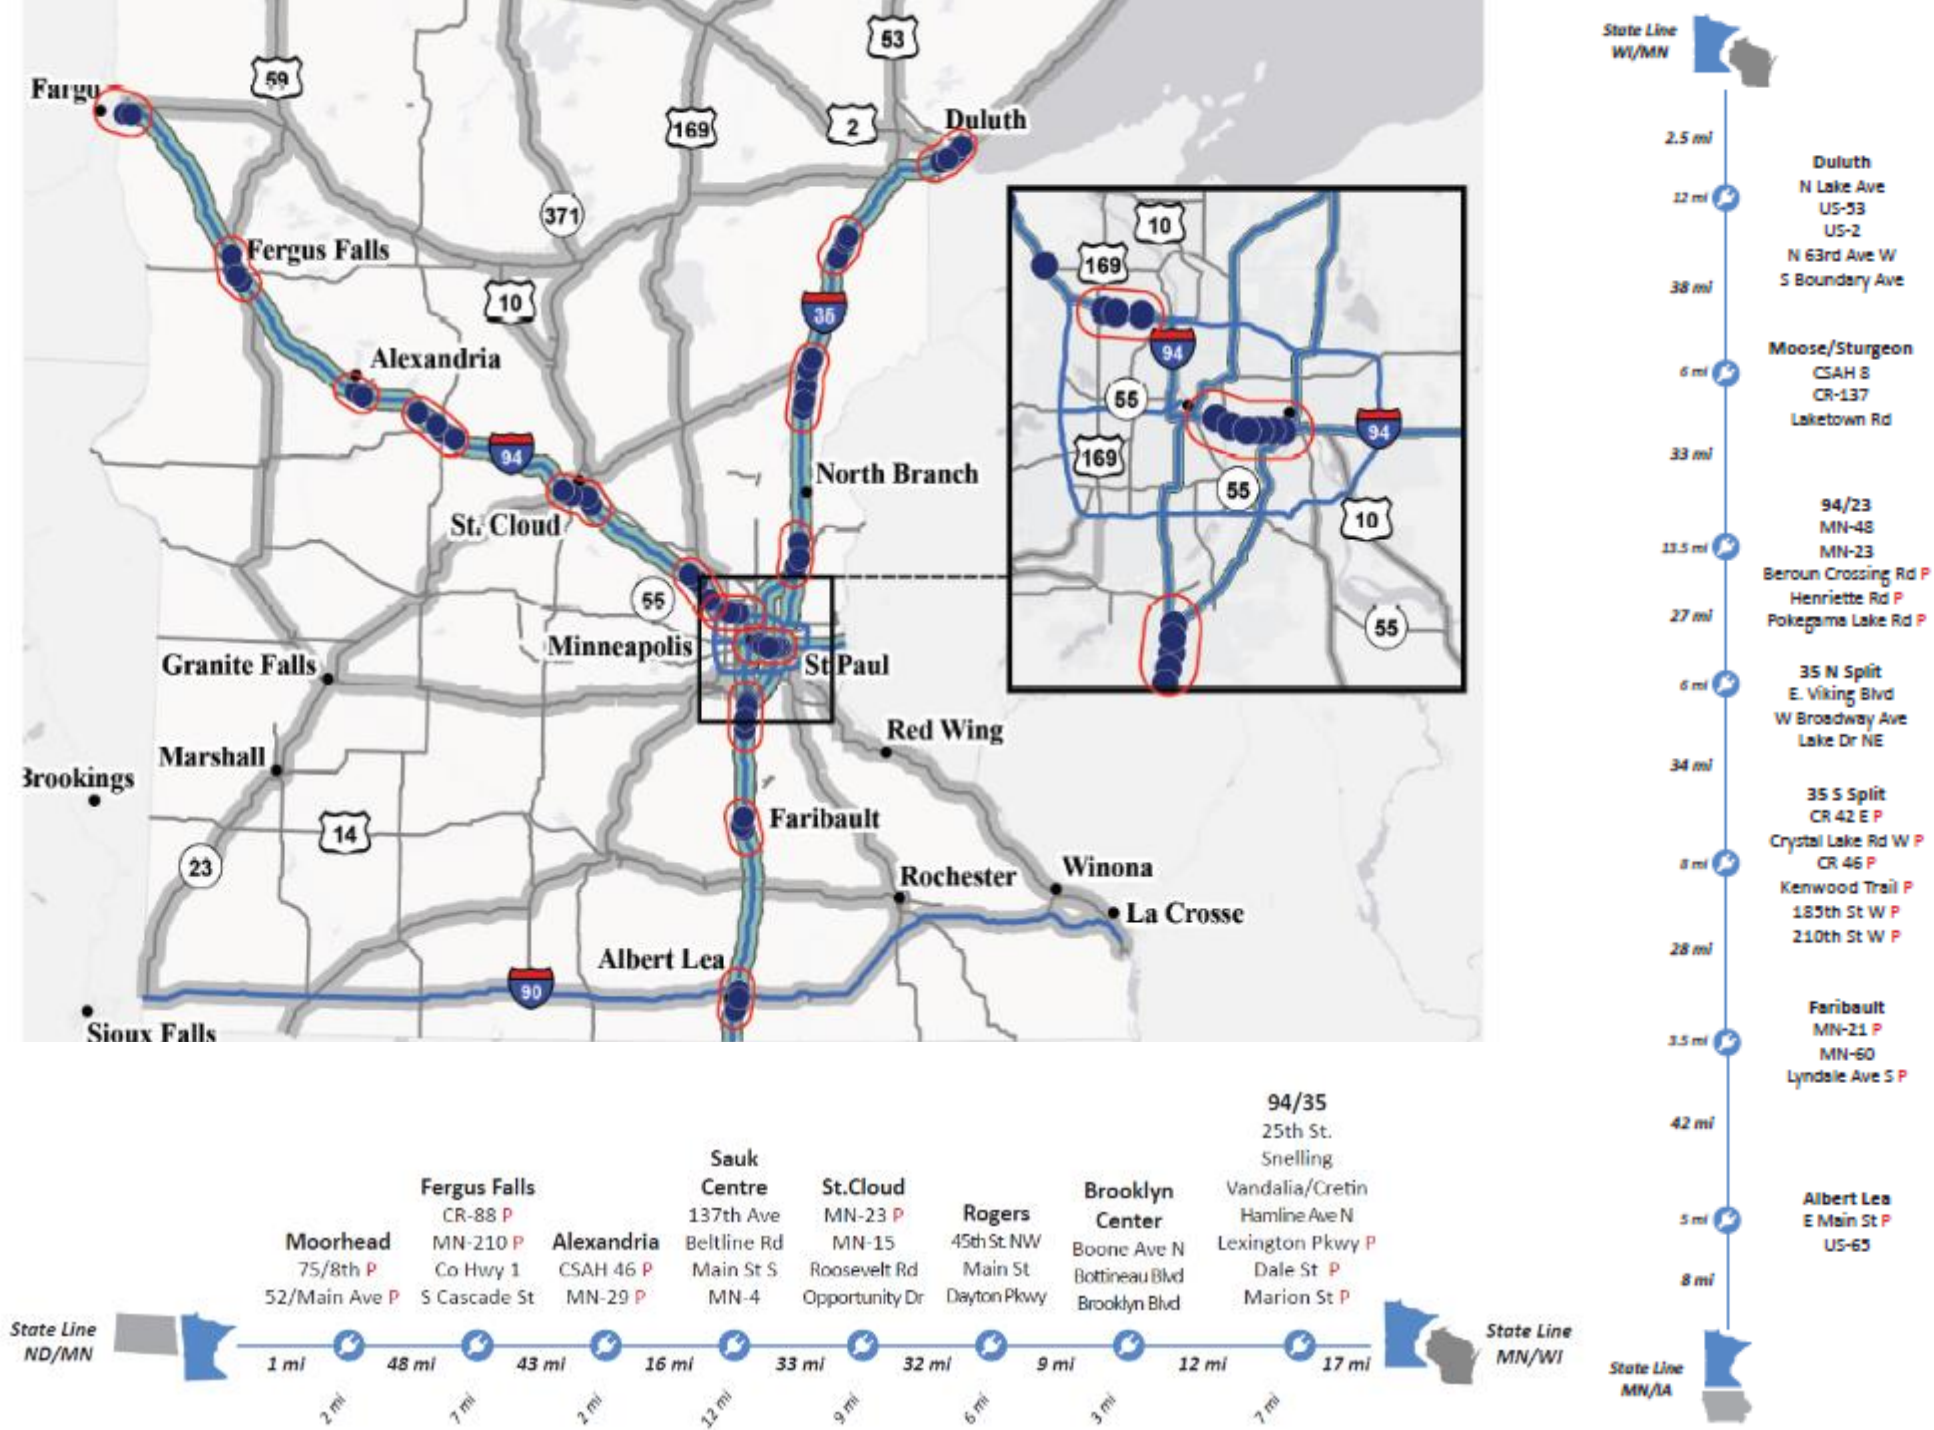 Fargo
59
53
169
2
Duluth
371
Fergus Falls
10
35
Alexandria
94
North Branch
St. Cloud
55
Minneapolis
St Paul
Granite Falls
Red Wing
Marshall
Brookings
14
Faribault
23
Rochester
Winona
La Crosse
Albert Lea
90
Sioux Falls
10
169
94
55
94
169
55
10
55
State Line
WI/MN
2.5 mi
12 mi
Duluth
N Lake Ave
US-53
US-2
N 63rd Ave W
S Boundary Ave
38 mi
6 mi
Moose/Sturgeon
CSAH 8
CR-137
Laketown Rd
33 mi
13.5 mi
94/23
MN-48
MN-23
Beroun Crossing Rd P
Henriette Rd P
Pokegama Lake Rd P
27 mi
6 mi
35 N Split
E. Viking Blvd
W Broadway Ave
Lake Dr NE
34 mi
8 mi
35 S Split
CR 42 E P
Crystal Lake Rd W P
CR 46 P
Kenwood Trail P
185th St W P
210th St W P
28 mi
3.5 mi
Faribault
MN-21 P
MN-60
Lyndale Ave S P
42 mi
5 mi
Albert Lea
E Main St P
US-65
8 mi
State Line
MN/IA
State Line
ND/MN
Moorhead
75/8th P
52/Main Ave P
Fergus Falls
CR-88 P
MN-210 P
Co Hwy 1
S Cascade St
Alexandria
CSAH 46 P
MN-29 P
Sauk
Centre
137th Ave
Beltline Rd
Main St S
MN-4
St.Cloud
MN-23 P
MN-15
Roosevelt Rd
Opportunity Dr
Rogers
45th St. NW
Main St
Dayton Pkwy
Brooklyn
Center
Boone Ave N
Bottineau Blvd
Brooklyn Blvd
94/35
25th St.
Snelling
Vandalia/Cretin
Hamline Ave N
Lexington Pkwy P
Dale St P
Marion St P
State Line
MN/WI
1 mi
48 mi
43 mi
16 mi
33 mi
32 mi
9 mi
12 mi
17 mi
2 mi
7 mi
2 mi
12 mi
9 mi
6 mi
3 mi
7 mi